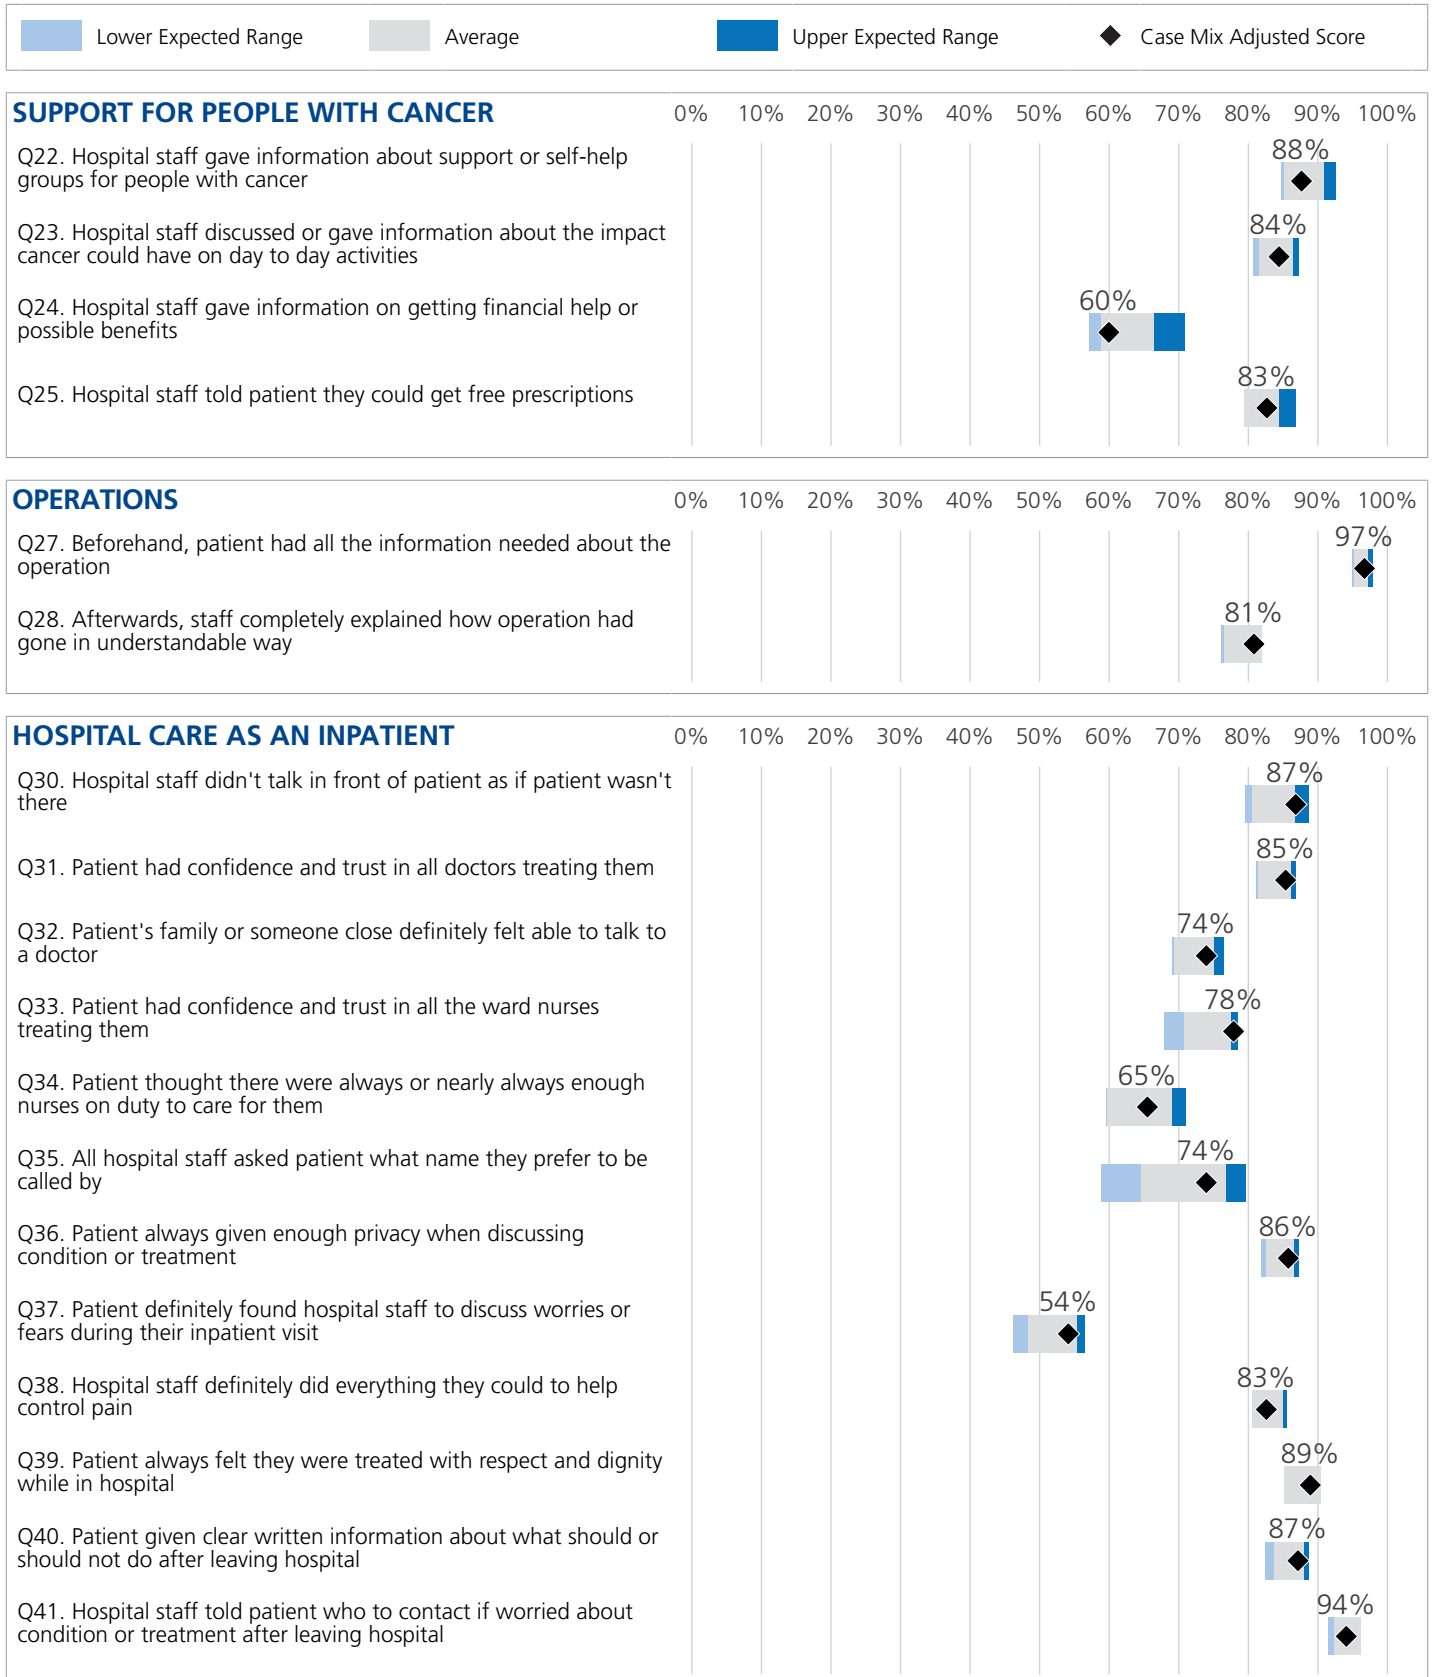 Lower Expected Range Average Upper Expected Range Case Mix Adjusted Score
SUPPORT FOR PEOPLE WITH CANCER 0% 10% 20% 30% 40% 50% 60% 70% 80% 90% 100%
Q22. Hospital staff gave information about support or self-help
groups for people with cancer
88%
Q23. Hospital staff discussed or gave information about the impact
cancer could have on day to day activities
84%
Q24. Hospital staff gave information on getting financial help or
possible benefits
60%
Q25. Hospital staff told patient they could get free prescriptions
83%
OPERATIONS 0% 10% 20% 30% 40% 50% 60% 70% 80% 90% 100%
Q27. Beforehand, patient had all the information needed about the
operation
97%
Q28. Afterwards, staff completely explained how operation had
gone in understandable way
81%
HOSPITAL CARE AS AN INPATIENT 0% 10% 20% 30% 40% 50% 60% 70% 80% 90% 100%
Q30. Hospital staff didn't talk in front of patient as if patient wasn't
there
87%
Q31. Patient had confidence and trust in all doctors treating them
85%
Q32. Patient's family or someone close definitely felt able to talk to
a doctor
74%
Q33. Patient had confidence and trust in all the ward nurses
treating them
78%
Q34. Patient thought there were always or nearly always enough
nurses on duty to care for them
65%
Q35. All hospital staff asked patient what name they prefer to be
called by
74%
Q36. Patient always given enough privacy when discussing
condition or treatment
86%
Q37. Patient definitely found hospital staff to discuss worries or
fears during their inpatient visit
54%
Q38. Hospital staff definitely did everything they could to help
control pain
83%
Q39. Patient always felt they were treated with respect and dignity
while in hospital
89%
Q40. Patient given clear written information about what should or
should not do after leaving hospital
87%
Q41. Hospital staff told patient who to contact if worried about
condition or treatment after leaving hospital
94%